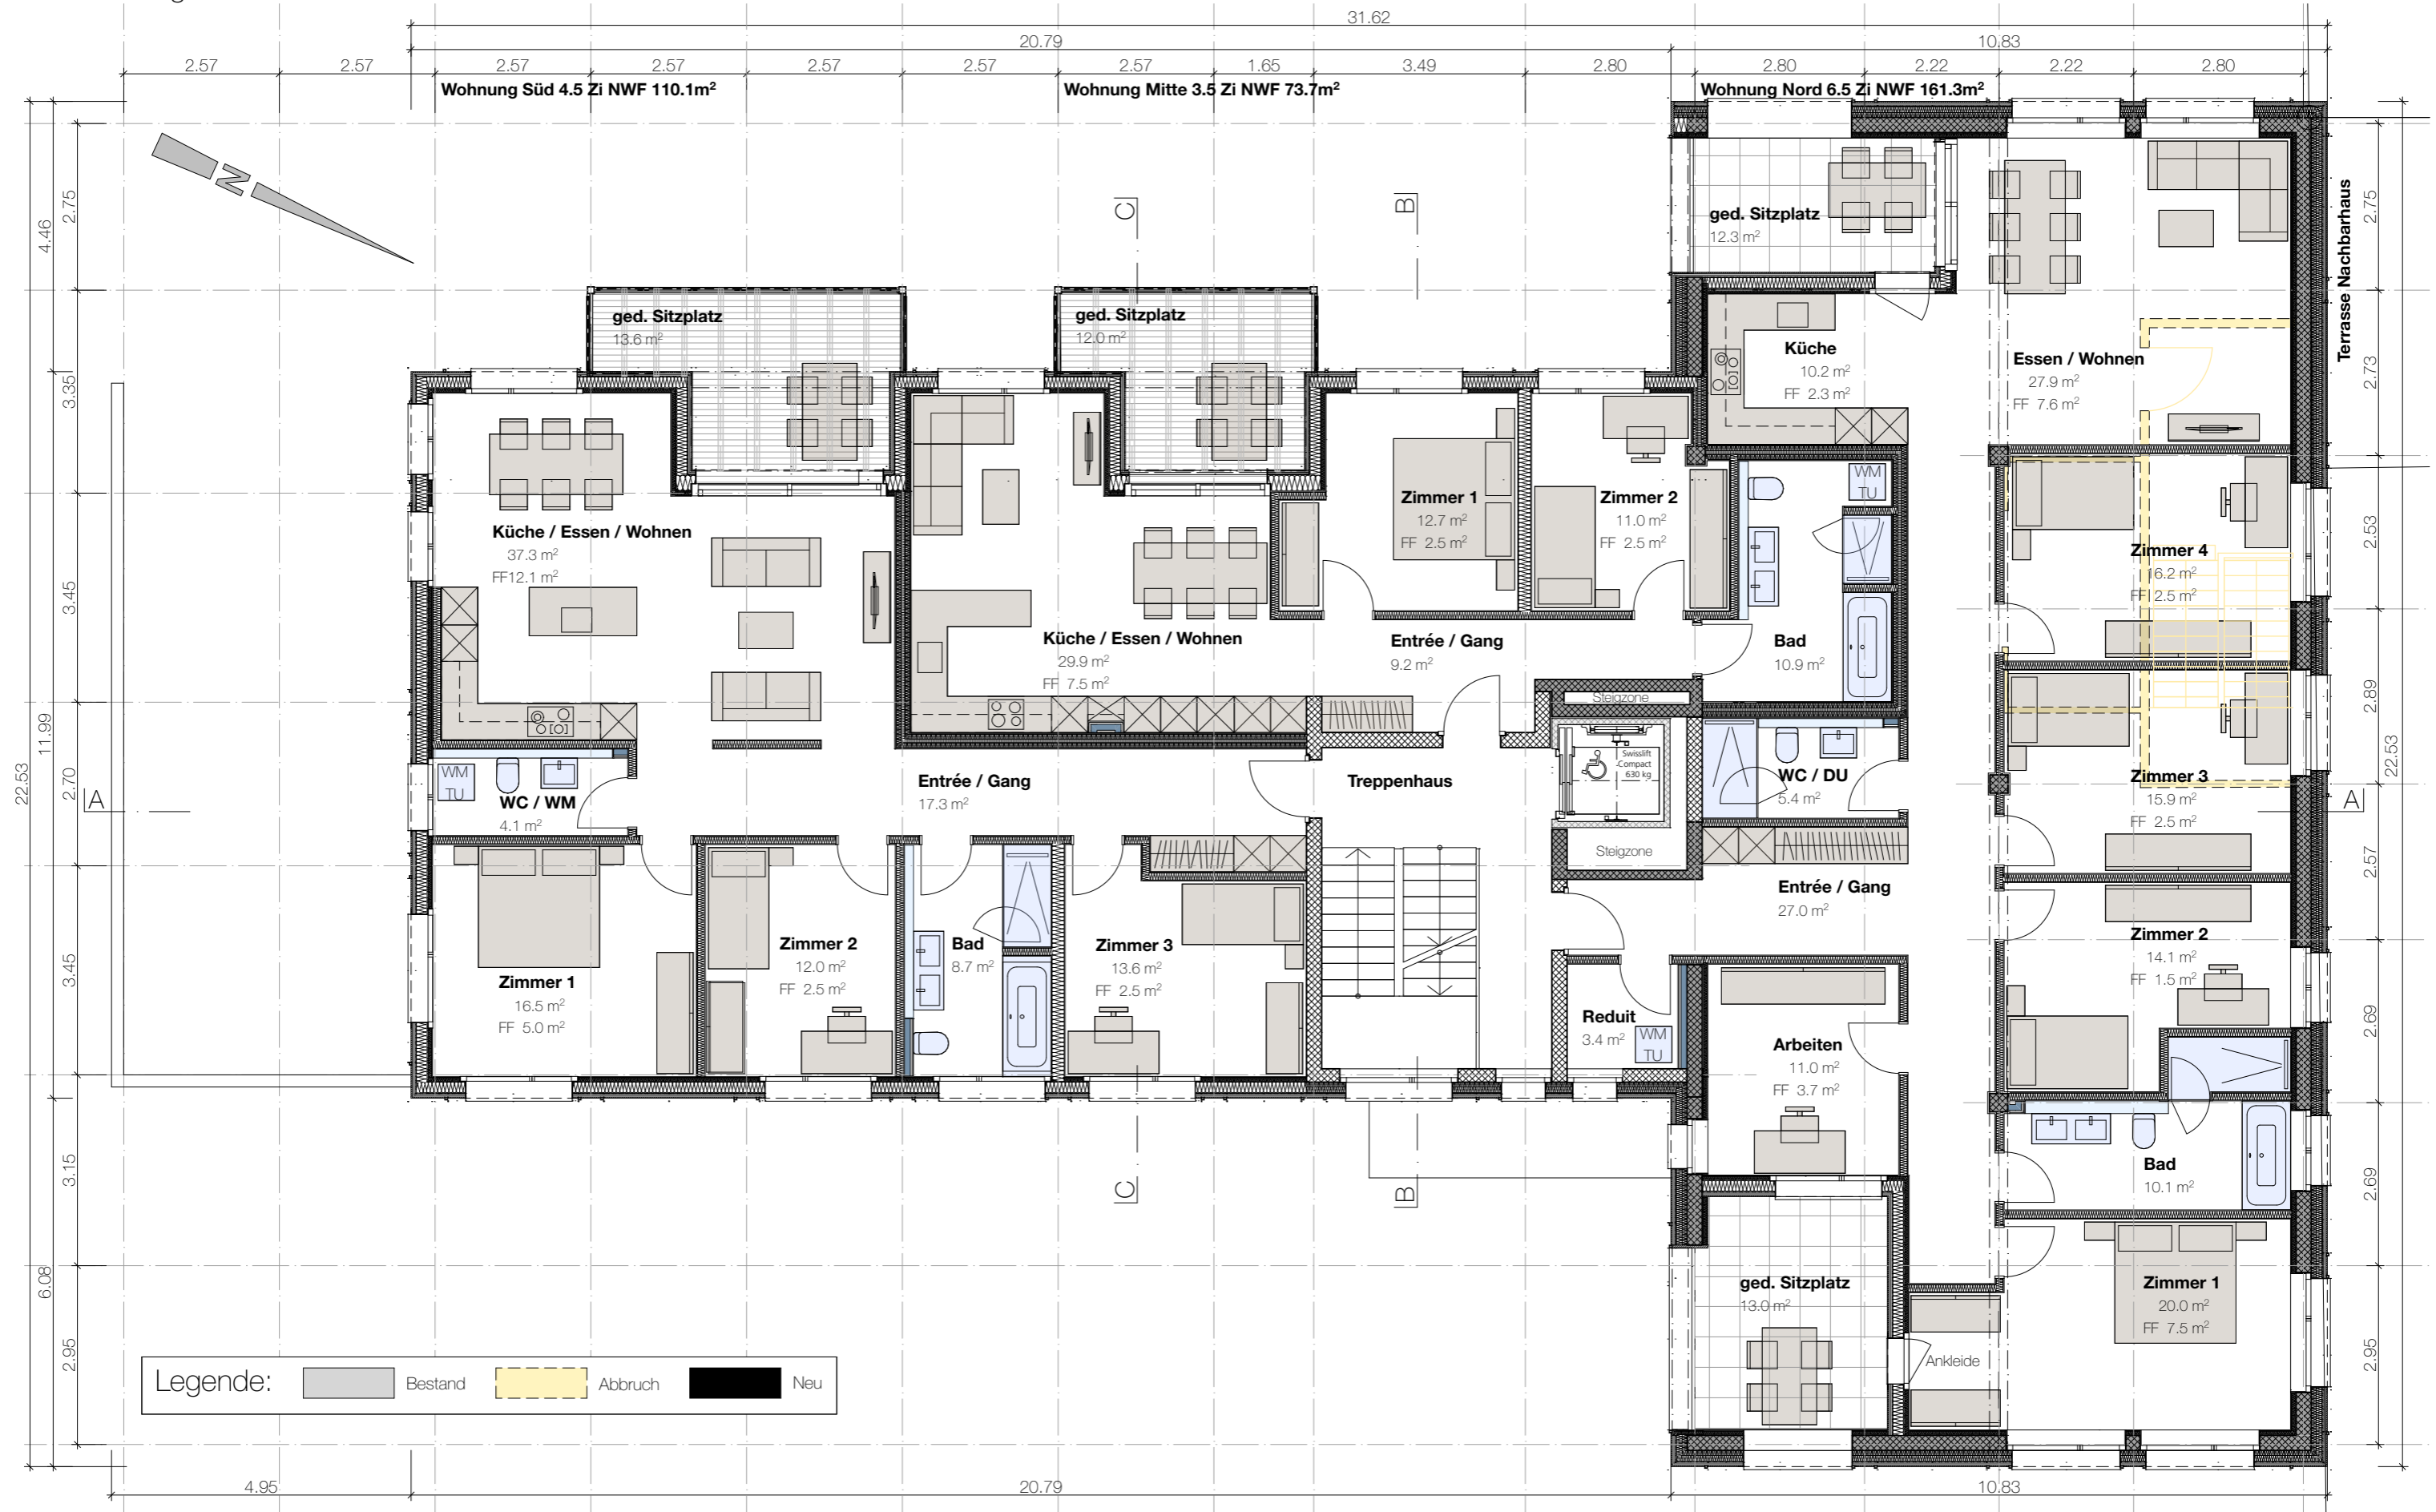 31.62
20.79
10.83
2.57
2.57
2.57
2.57
2.57
2.57
2.57
1.65
3.49
2.80
2.80
2.22
2.22
2.80
Wohnung Süd 4.5 Zi NWF 110.1m²
Wohnung Mitte 3.5 Zi NWF 73.7m²
Wohnung Nord 6.5 Zi NWF 161.3m²
N
22.53
4.46
11.99
6.08
2.75
3.35
3.45
2.70
3.45
3.15
2.95
C
B
ged. Sitzplatz
13.6 m²
ged. Sitzplatz
12.0 m²
ged. Sitzplatz
12.3 m²
Küche
10.2 m²
FF 2.3 m²
Essen / Wohnen
27.9 m²
FF 7.6 m²
Terrasse Nachbarhaus
Küche / Essen / Wohnen
37.3 m²
FF12.1 m²
Küche / Essen / Wohnen
29.9 m²
FF 7.5 m²
Zimmer 1
12.7 m²
FF 2.5 m²
Zimmer 2
11.0 m²
FF 2.5 m²
WM
TU
Zimmer 4
16.2 m²
FF 2.5 m²
Entrée / Gang
9.2 m²
Bad
10.9 m²
Steigzone
Swisslift
Compact
630 kg
WM
TU
WC / WM
4.1 m²
Entrée / Gang
17.3 m²
Treppenhaus
WC / DU
5.4 m²
Zimmer 3
15.9 m²
FF 2.5 m²
A
A
Steigzone
Entrée / Gang
27.0 m²
Zimmer 1
16.5 m²
FF 5.0 m²
Zimmer 2
12.0 m²
FF 2.5 m²
Bad
8.7 m²
Zimmer 3
13.6 m²
FF 2.5 m²
Zimmer 2
14.1 m²
FF 1.5 m²
Reduit
3.4 m²
WM
TU
Arbeiten
11.0 m²
FF 3.7 m²
Bad
10.1 m²
C
B
ged. Sitzplatz
13.0 m²
Ankleide
Zimmer 1
20.0 m²
FF 7.5 m²
2.75
2.73
2.53
2.89
2.57
2.69
2.69
2.95
22.53
Legende:
Bestand
Abbruch
Neu
4.95
20.79
10.83